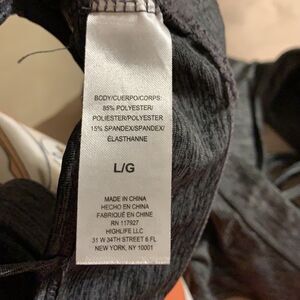 BODY/CUERPO/CORPS:
85% POLYESTER/
POLIESTER/POLYESTER
15% SPANDEX/SPANDEX/
ÉLASTHANNE
L/G
MADE IN CHINA
HECHO EN CHINA
FABRIQUÉ EN CHINE
RN 117927
HIGHLIFE LLC
31 W 34TH STREET 6 FL
NEW YORK, NY 10001